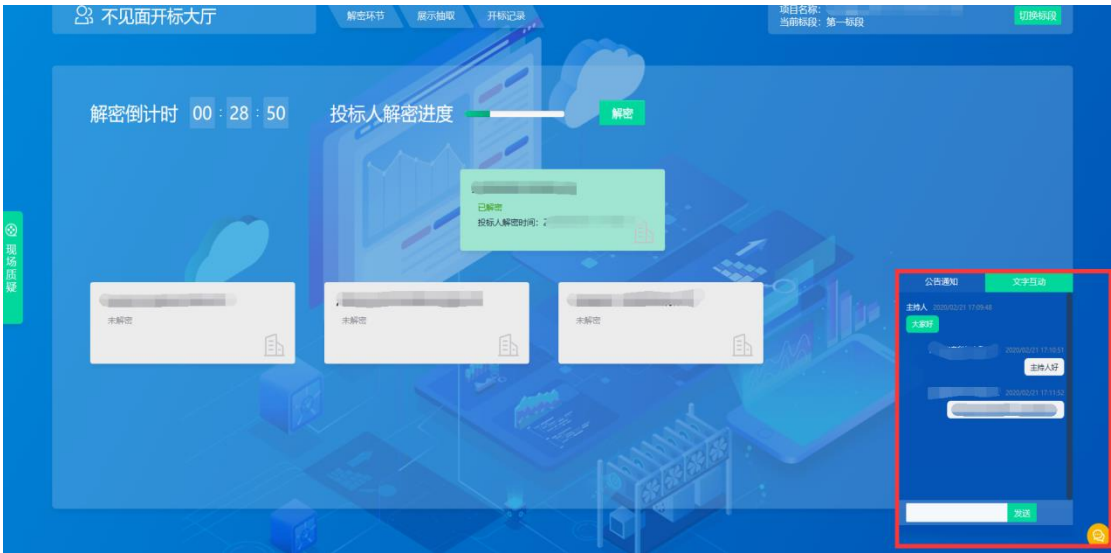 不见面开标大厅
解密环节
展示抽取
开标记录
项目名称:
当前标段: 第一标段
切换标段
解密倒计时 00 : 28 : 50
投标人解密进度
解密
已解密
投标人解密时间: 2
现场质疑
未解密
未解密
未解密
公告通知
文字互动
主持人 2020/02/21 17:09:48
大家好
2020/02/21 17:10:51
主持人好
2020/02/21 17:11:52
发送